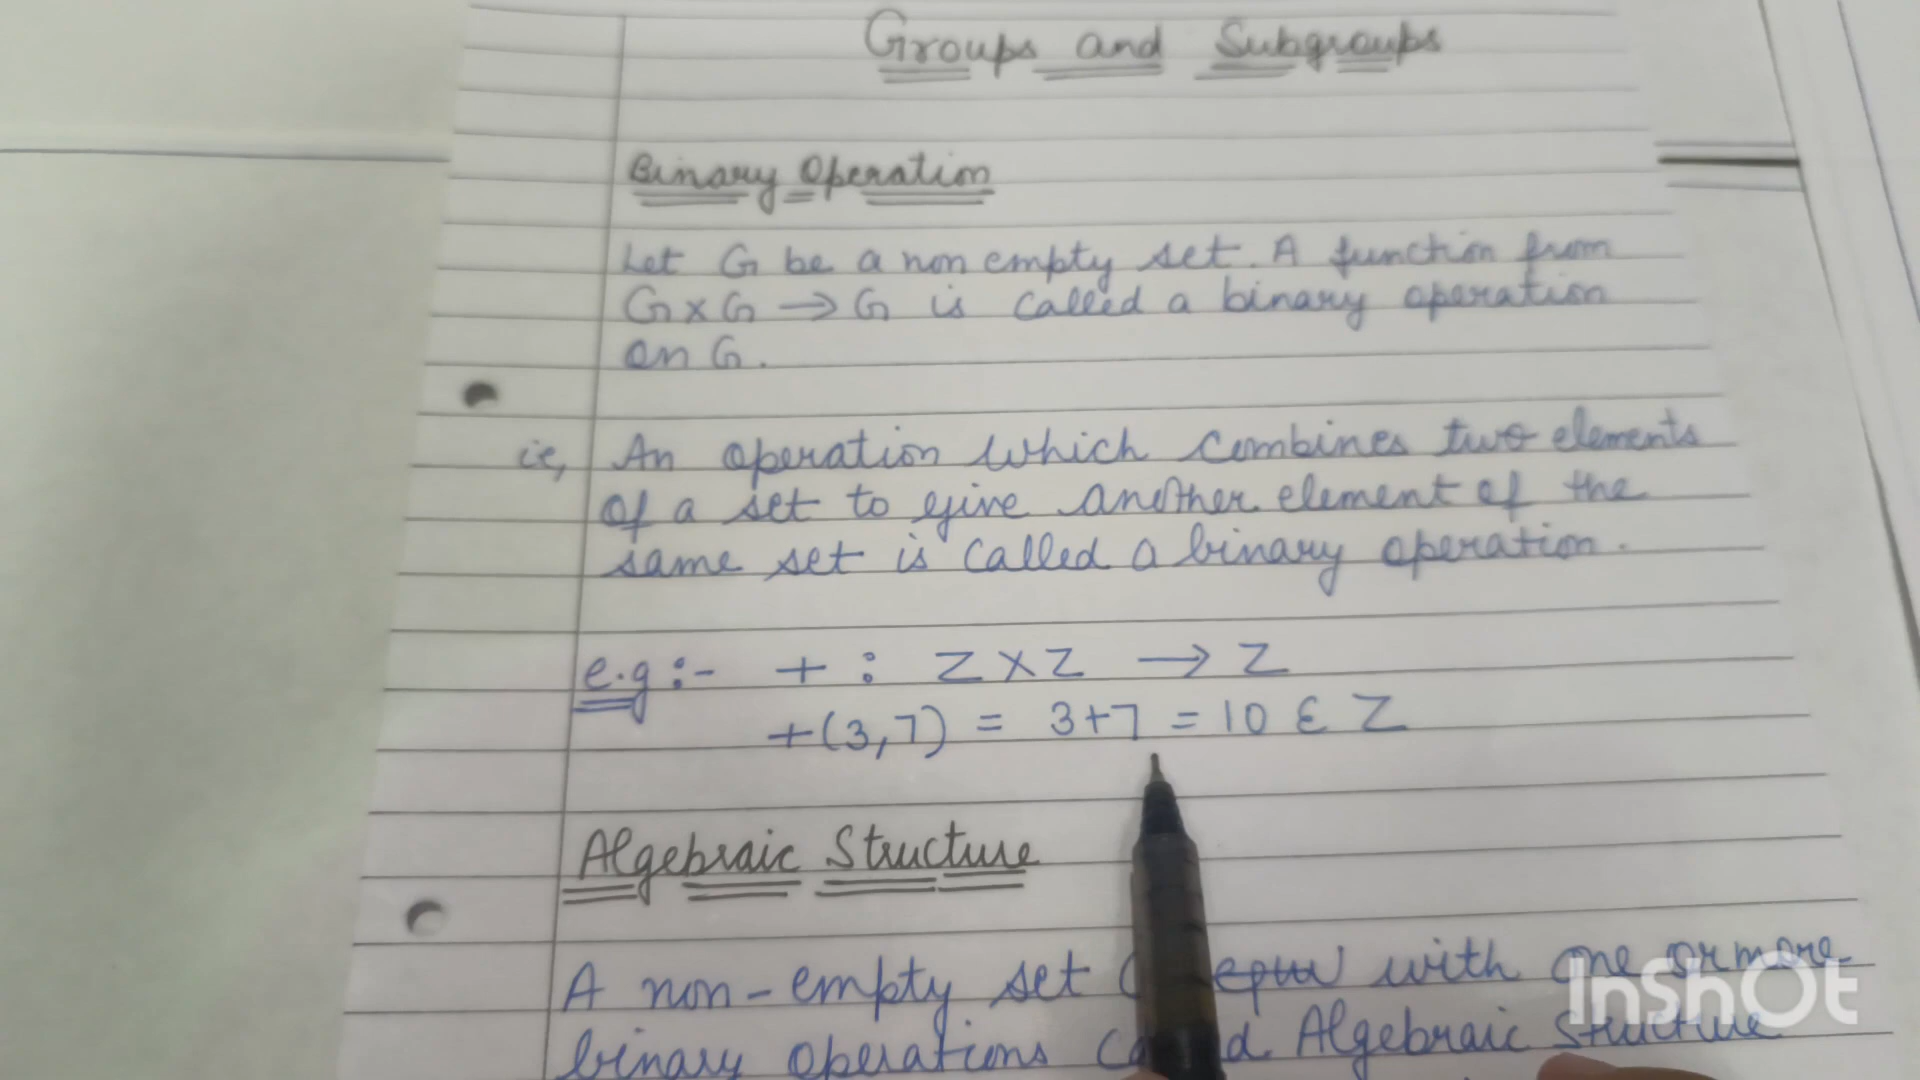 Groups and Subgroups
Binary Operation
Let G be a non empty set. A function from
G x G → G is called a binary operation
on G.
ie, An operation which combines two elements
of a set to give another element of the
same set is called a binary operation.
e.g :- + : Z X Z → Z
+(3,7) = 3+7 = 10 ε Z
Algebraic Structure
A non-empty set with one or more
binary operations Algebraic Structure
InShOt